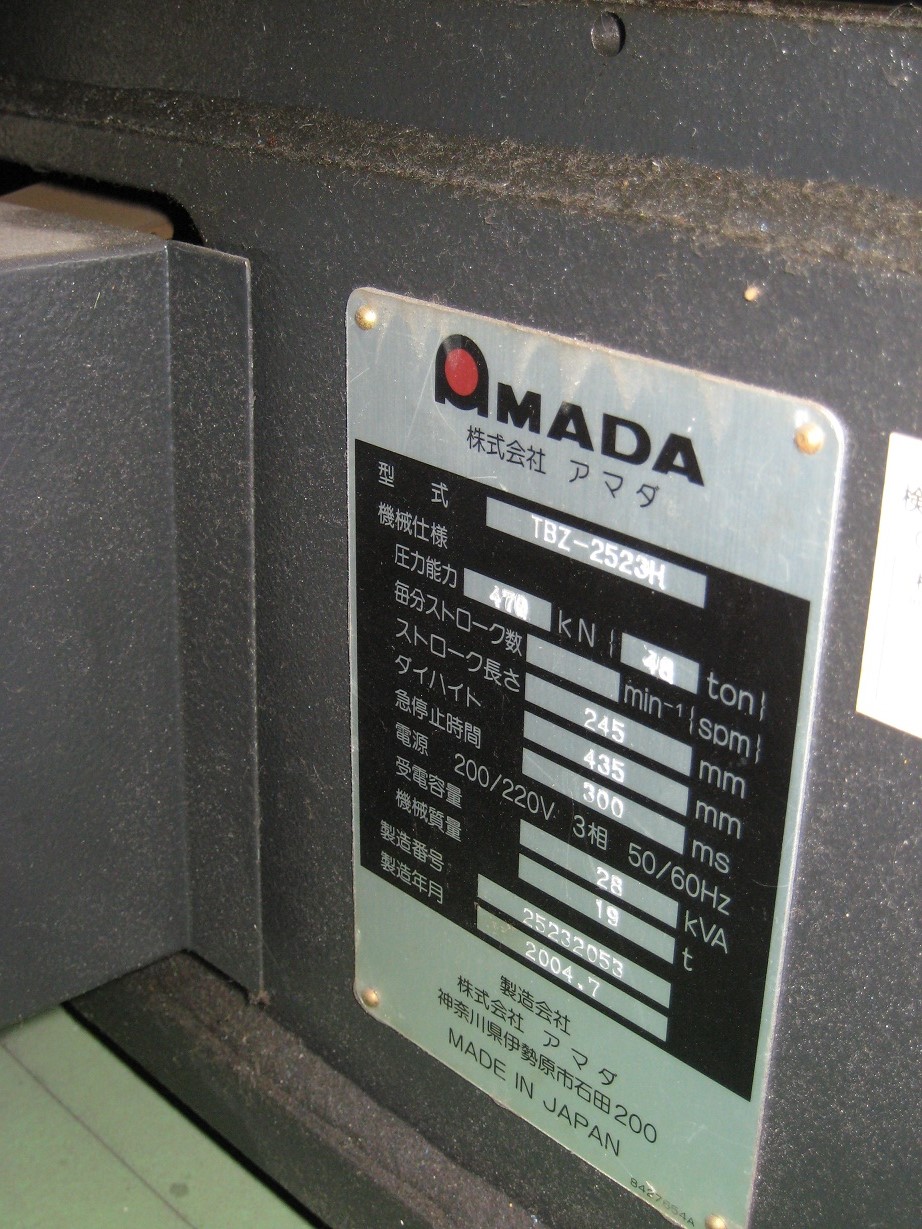 AMADA
株式会社 アマダ
型式 TBZ-2523H
機械仕様
圧力能力 470 kN { ton}
毎分ストローク数 min-1{spm}
ストローク長さ 245 mm
ダイハイト 435 mm
急停止時間 300 ms
電源 200/220V 3相 50/60Hz
受電容量 28 kVA
機械質量 19 t
製造番号 25232053
製造年月 2004.7
製造会社
株式会社 アマダ
神奈川県伊勢原市石田200
MADE IN JAPAN
検